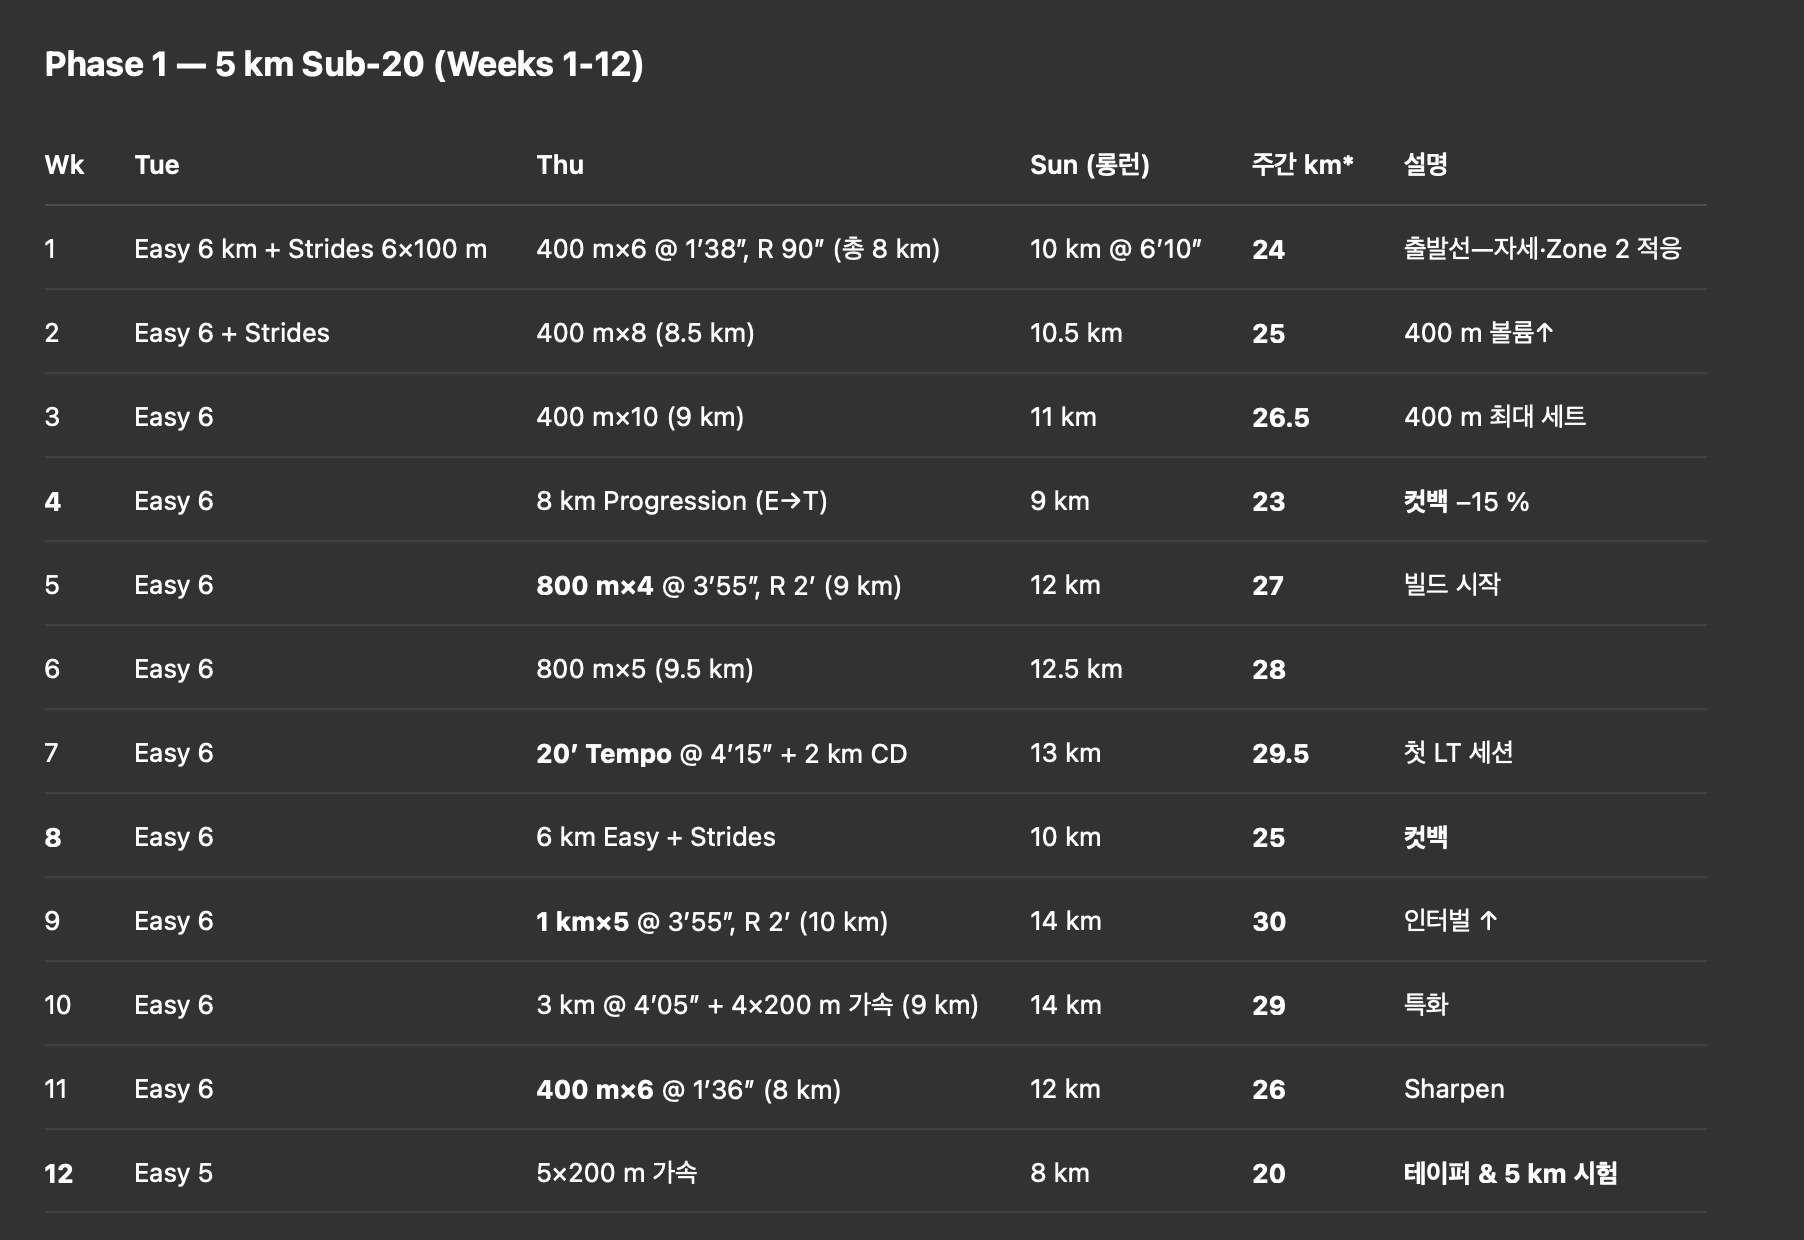 Phase 1 — 5 km Sub-20 (Weeks 1-12)
Wk Tue Thu Sun (롱런) 주간 km* 설명
1 Easy 6 km + Strides 6×100 m 400 m×6 @ 1′38″, R 90″ (총 8 km) 10 km @ 6′10″ 24 출발선—자세·Zone 2 적응
2 Easy 6 + Strides 400 m×8 (8.5 km) 10.5 km 25 400 m 볼륨↑
3 Easy 6 400 m×10 (9 km) 11 km 26.5 400 m 최대 세트
4 Easy 6 8 km Progression (E→T) 9 km 23 컷백 –15 %
5 Easy 6 800 m×4 @ 3′55″, R 2′ (9 km) 12 km 27 빌드 시작
6 Easy 6 800 m×5 (9.5 km) 12.5 km 28
7 Easy 6 20′ Tempo @ 4′15″ + 2 km CD 13 km 29.5 첫 LT 세션
8 Easy 6 6 km Easy + Strides 10 km 25 컷백
9 Easy 6 1 km×5 @ 3′55″, R 2′ (10 km) 14 km 30 인터벌 ↑
10 Easy 6 3 km @ 4′05″ + 4×200 m 가속 (9 km) 14 km 29 특화
11 Easy 6 400 m×6 @ 1′36″ (8 km) 12 km 26 Sharpen
12 Easy 5 5×200 m 가속 8 km 20 테이퍼 & 5 km 시험